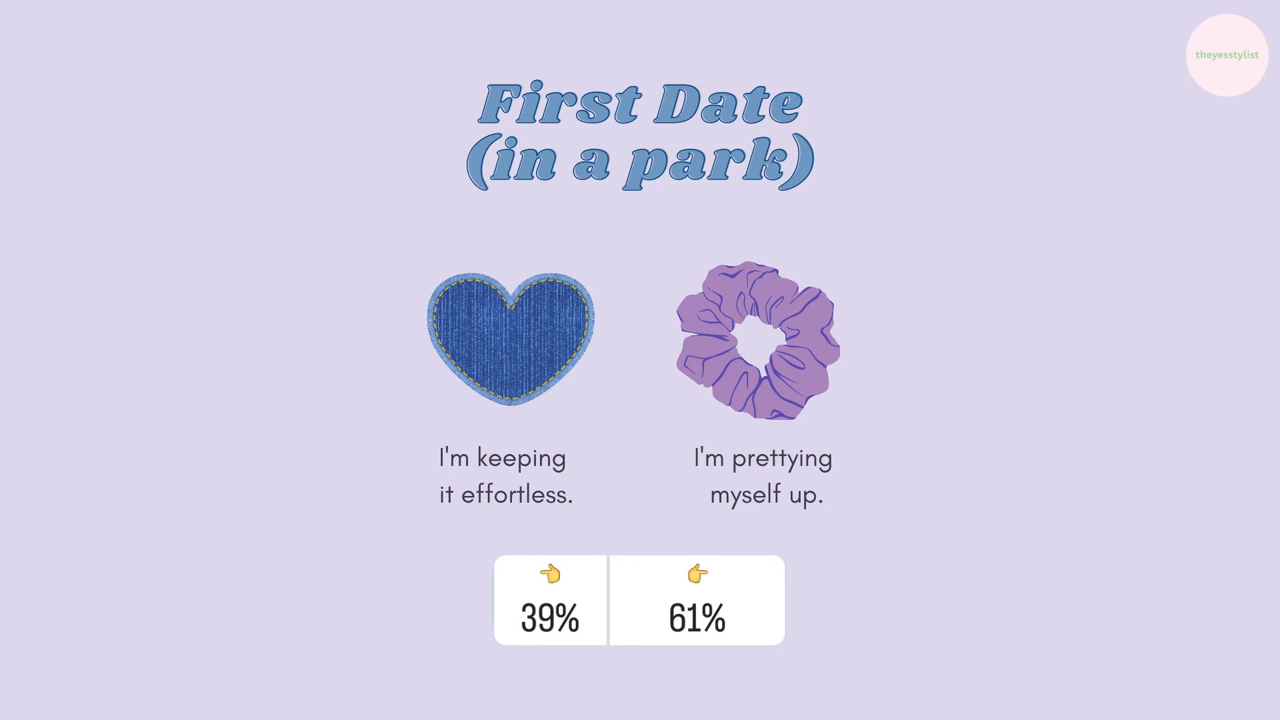 theyesstylist
First Date
(in a park)
I'm keeping
it effortless.
I'm prettying
myself up.
39%
61%